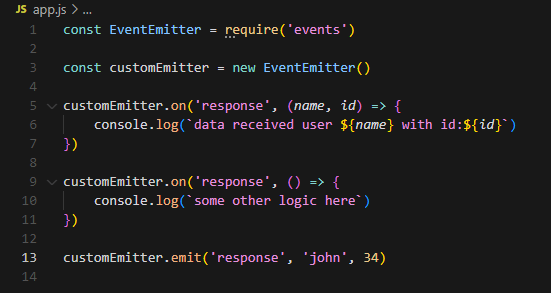 JS app.js > ...
1 const EventEmitter = require('events')
2
3 const customEmitter = new EventEmitter()
4
5 customEmitter.on('response', (name, id) => {
6     console.log(`data received user ${name} with id:${id}`)
7 })
8
9 customEmitter.on('response', () => {
10     console.log(`some other logic here`)
11 })
12
13 customEmitter.emit('response', 'john', 34)
14